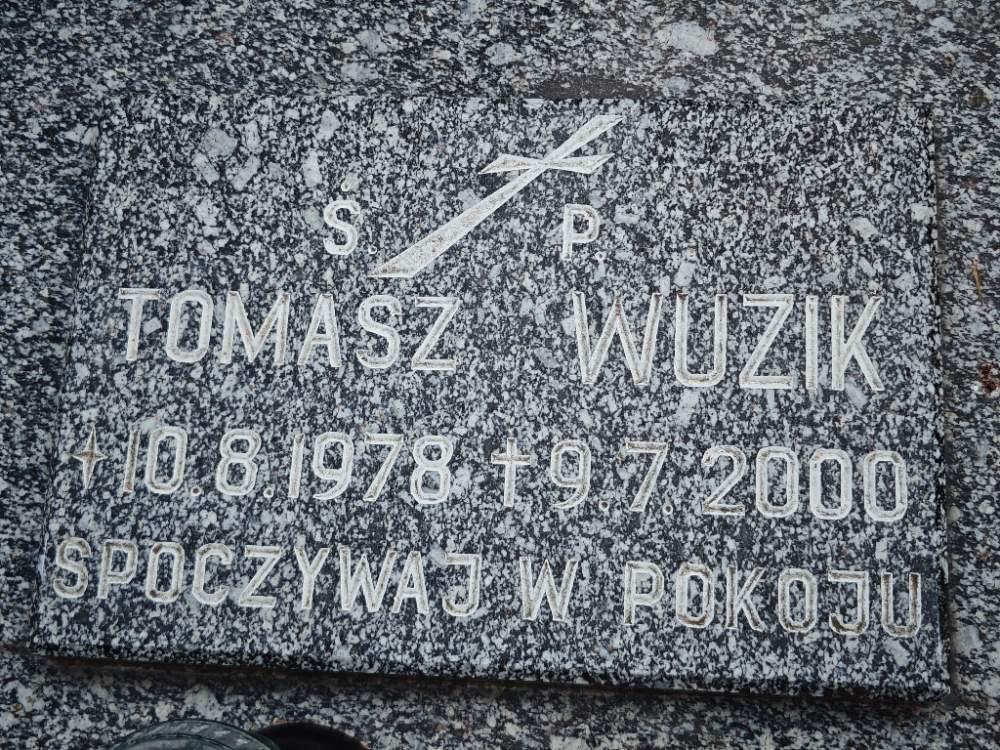 Ś. P.
TOMASZ WUZIK
10.8.1978 9.7.2000
SPOCZYWAJ W POKOJU